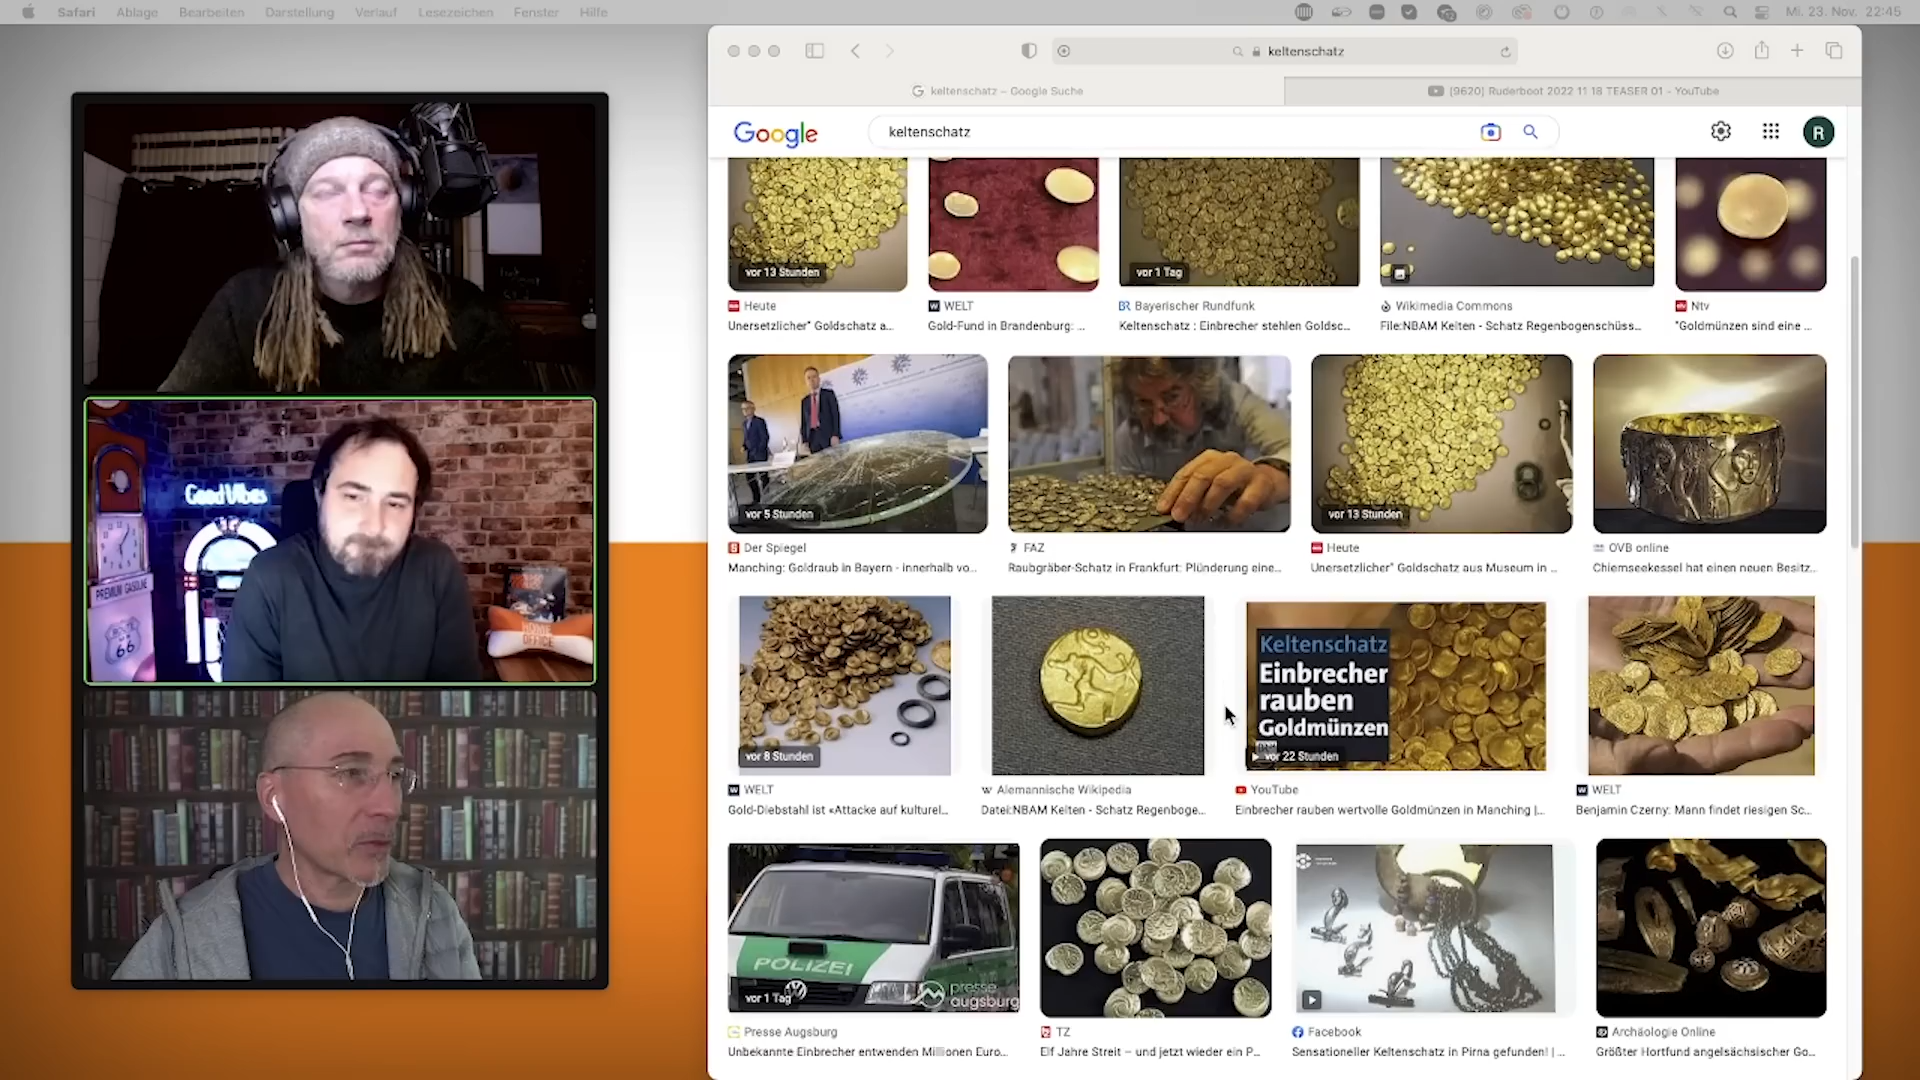 Safari Ablage Bearbeiten Darstellung Verlauf Lesezeichen Fenster Hilfe Mi. 23. Nov. 22:45
keltenschatz
keltenschatz – Google Suche
(9620) Ruderboot 2022 11 18 TEASER 01 - YouTube
Google
keltenschatz
R
vor 13 Stunden
vor 1 Tag
Heute
Unersetzlicher" Goldschatz a...
WELT
Gold-Fund in Brandenburg: ...
BR Bayerischer Rundfunk
Keltenschatz : Einbrecher stehlen Goldsc...
Wikimedia Commons
File:NBAM Kelten - Schatz Regenbogenschüss...
Ntv
"Goldmünzen sind eine ...
vor 5 Stunden
vor 13 Stunden
Der Spiegel
Manching: Goldraub in Bayern - innerhalb vo...
FAZ
Raubgräber-Schatz in Frankfurt: Plünderung eine...
Heute
Unersetzlicher" Goldschatz aus Museum in ...
OVB online
Chiemseekessel hat einen neuen Besitz...
Good Vibes
PREMIUM GASOLINE
ROUTE
66
HOME
OFFICE
vor 8 Stunden
Keltenschatz
Einbrecher
rauben
Goldmünzen
vor 22 Stunden
WELT
Gold-Diebstahl ist «Attacke auf kulturel...
W Alemannische Wikipedia
Datei:NBAM Kelten - Schatz Regenboge...
YouTube
Einbrecher rauben wertvolle Goldmünzen in Manching |...
WELT
Benjamin Czerny: Mann findet riesigen Sc...
POLIZEI
vor 1 Tag
presse
augsburg
Presse Augsburg
Unbekannte Einbrecher entwenden Millionen Euro...
TZ
Elf Jahre Streit – und jetzt wieder ein P...
Facebook
Sensationeller Keltenschatz in Pirna gefunden! | ...
Archäologie Online
Größter Hortfund angelsächsischer Go...